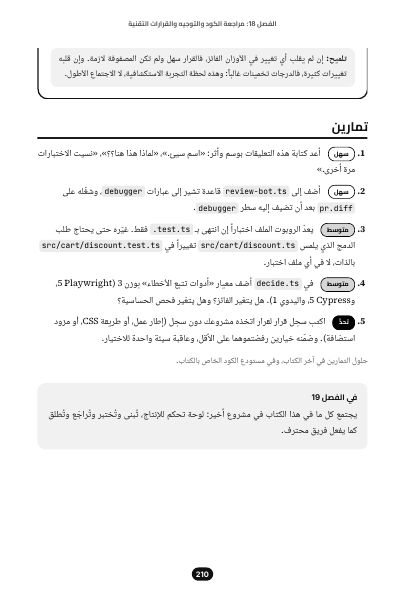 الفصل 18: مراجعة الكود والتوجيه والقرارات التقنية
تلميح: إن لم يقلب أي تغيير في الأوزان الفائز، فالقرار سهل ولم تكن المصفوفة لازمة. وإن قلبه
تغييرات كثيرة، فالدرجات تخمينات غالباً؛ وهذه لحظة التجربة الاستكشافية، لا الاجتماع الأطول.
تمارين
1. سهل أعد كتابة هذه التعليقات بوسم وأثر: «اسم سيئ.»، «لماذا هذا هنا؟؟»، «نسيت الاختبارات
مرة أخرى.»
2. سهل أضف إلى review-bot.ts قاعدة تشير إلى عبارات debugger، وشغّله على
pr.diff بعد أن تضيف إليه سطر debugger.
3. متوسط يعدّ الروبوت الملف اختباراً إن انتهى بـ .test.ts فقط. غيّره حتى يحتاج طلب
الدمج الذي يلمس src/cart/discount.ts تغييراً في src/cart/discount.test.ts
بالذات، لا في أي ملف اختبار.
4. متوسط في decide.ts أضف معيار «أدوات تتبع الأخطاء» بوزن 3 (Playwright 5,
وCypress 5، واليدوي 1). هل يتغير الفائز؟ وهل يتغير فحص الحساسية؟
5. تحدٍّ اكتب سجل قرار لقرار اتخذه مشروعك دون سجل (إطار عمل، أو طريقة CSS، أو مزود
استضافة). وضمّنه خيارين رفضتموهما على الأقل، وعاقبة سيئة واحدة للاختيار.
حلول التمارين في آخر الكتاب، وفي مستودع الكود الخاص بالكتاب.
في الفصل 19
يجتمع كل ما في هذا الكتاب في مشروع أخير: لوحة تحكم للإنتاج، تُبنى وتُختبر وتُراجَع وتُطلق
كما يفعل فريق محترف.
210